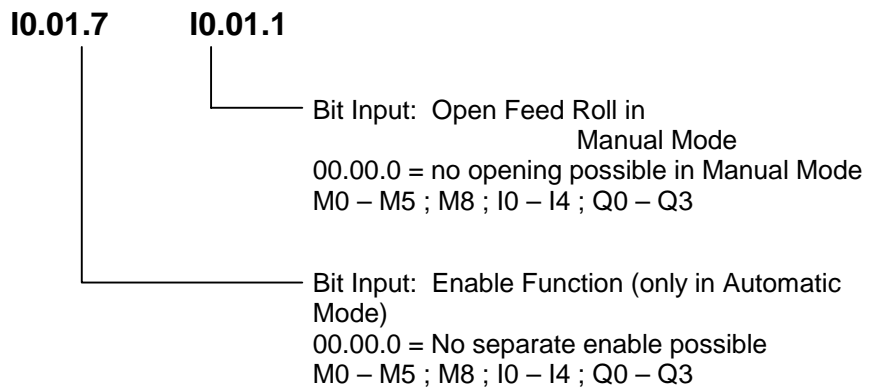 I0.01.7 I0.01.1
Bit Input: Open Feed Roll in
Manual Mode
00.00.0 = no opening possible in Manual Mode
M0 – M5 ; M8 ; I0 – I4 ; Q0 – Q3
Bit Input: Enable Function (only in Automatic
Mode)
00.00.0 = No separate enable possible
M0 – M5 ; M8 ; I0 – I4 ; Q0 – Q3